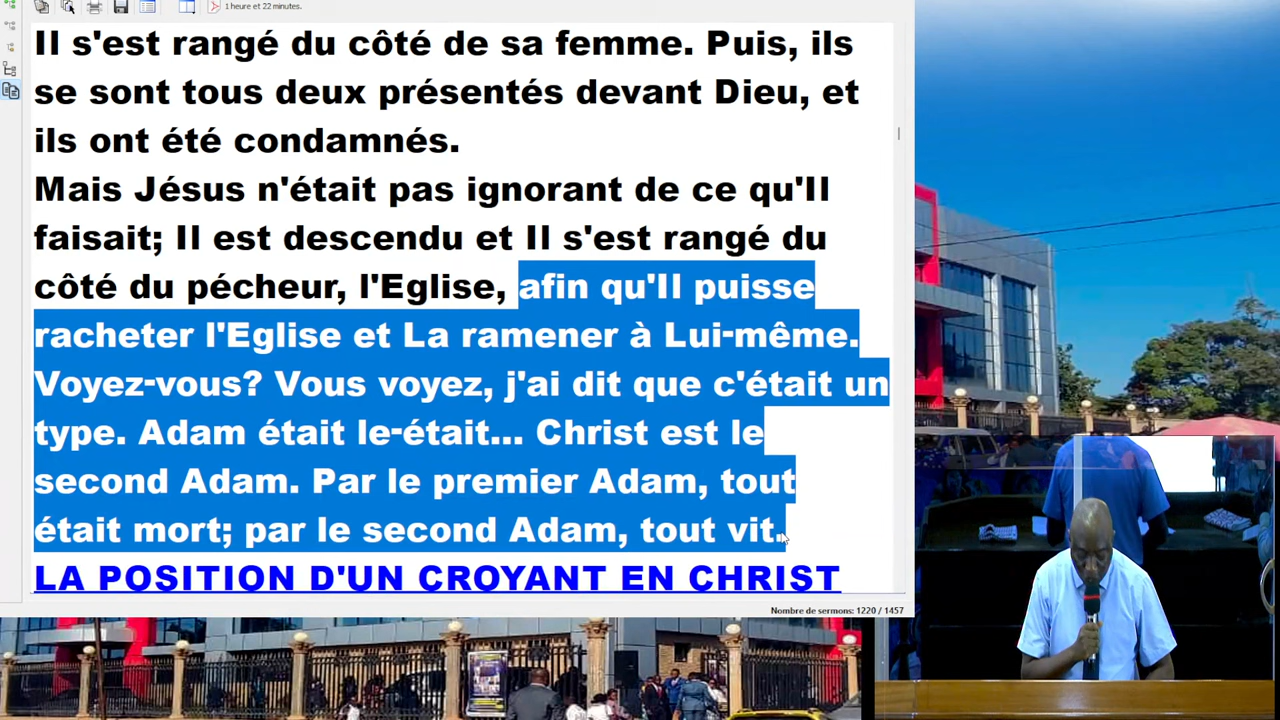 1 heure et 22 minutes.
Il s'est rangé du côté de sa femme. Puis, ils
se sont tous deux présentés devant Dieu, et
ils ont été condamnés.
Mais Jésus n'était pas ignorant de ce qu'Il
faisait; Il est descendu et Il s'est rangé du
côté du pécheur, l'Eglise, afin qu'Il puisse
racheter l'Eglise et La ramener à Lui-même.
Voyez-vous? Vous voyez, j'ai dit que c'était un
type. Adam était le-était... Christ est le
second Adam. Par le premier Adam, tout
était mort; par le second Adam, tout vit.
LA POSITION D'UN CROYANT EN CHRIST
Nombre de sermons: 1220 / 1457